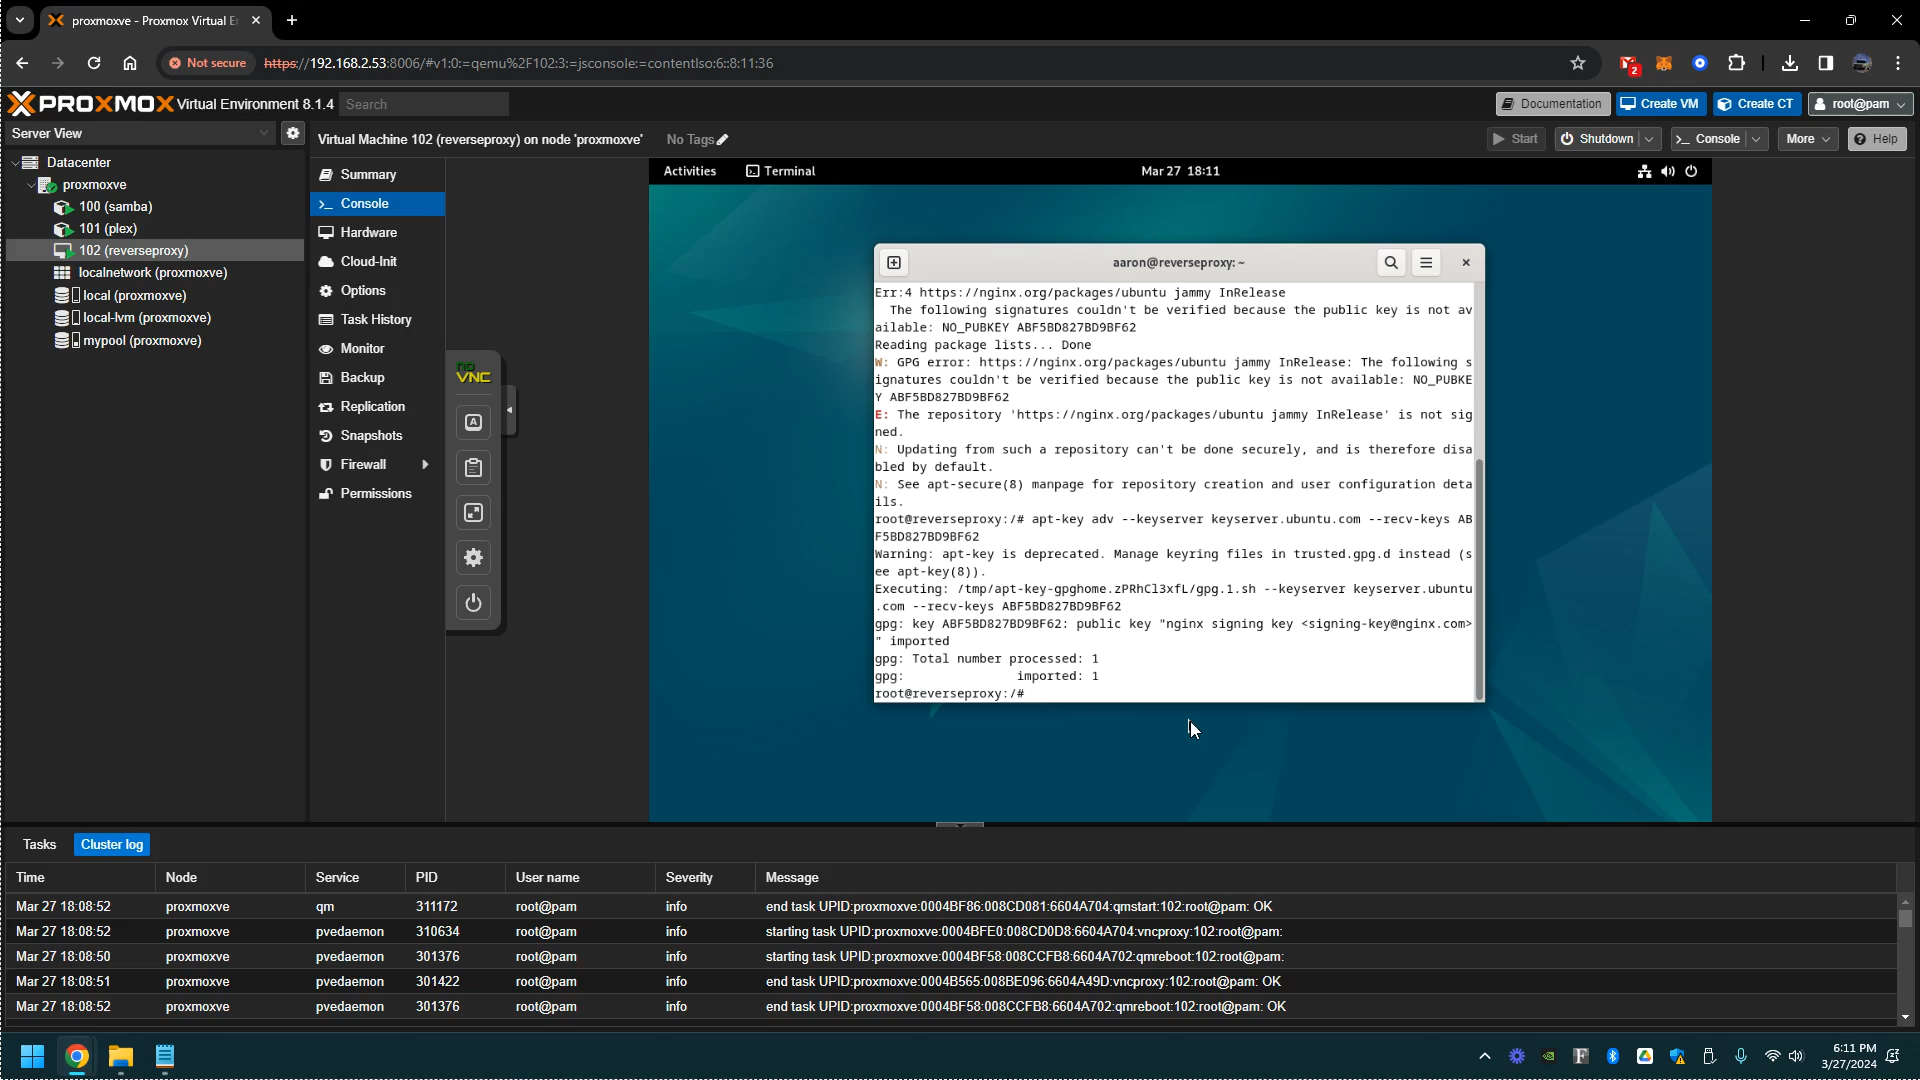 proxmoxve - Proxmox Virtual E
Not secure https://192.168.2.53:8006/#v1:0:=qemu%2F102:3:=jsconsole:=contentIso:6::8:11:36
2
PROXMOX Virtual Environment 8.1.4 Search
Documentation Create VM Create CT root@pam
Server View
Virtual Machine 102 (reverseproxy) on node 'proxmoxve' No Tags
Start Shutdown Console More Help
Datacenter
proxmoxve
100 (samba)
101 (plex)
102 (reverseproxy)
localnetwork (proxmoxve)
local (proxmoxve)
local-lvm (proxmoxve)
mypool (proxmoxve)
Summary
Console
Hardware
Cloud-Init
Options
Task History
Monitor
Backup
Replication
Snapshots
Firewall
Permissions
no
VNC
A
Activities Terminal Mar 27 18:11
aaron@reverseproxy: ~
Err:4 https://nginx.org/packages/ubuntu jammy InRelease
The following signatures couldn't be verified because the public key is not av
ailable: NO_PUBKEY ABF5BD827BD9BF62
Reading package lists... Done
W: GPG error: https://nginx.org/packages/ubuntu jammy InRelease: The following s
ignatures couldn't be verified because the public key is not available: NO_PUBKE
Y ABF5BD827BD9BF62
E: The repository 'https://nginx.org/packages/ubuntu jammy InRelease' is not sig
ned.
N: Updating from such a repository can't be done securely, and is therefore disa
bled by default.
N: See apt-secure(8) manpage for repository creation and user configuration deta
ils.
root@reverseproxy:/# apt-key adv --keyserver keyserver.ubuntu.com --recv-keys AB
F5BD827BD9BF62
Warning: apt-key is deprecated. Manage keyring files in trusted.gpg.d instead (s
ee apt-key(8)).
Executing: /tmp/apt-key-gpghome.zPRhCl3xfL/gpg.1.sh --keyserver keyserver.ubuntu
.com --recv-keys ABF5BD827BD9BF62
gpg: key ABF5BD827BD9BF62: public key "nginx signing key <signing-key@nginx.com>
" imported
gpg: Total number processed: 1
gpg: imported: 1
root@reverseproxy:/#
Tasks Cluster log
Time Node Service PID User name Severity Message
Mar 27 18:08:52 proxmoxve qm 311172 root@pam info end task UPID:proxmoxve:0004BF86:008CD081:6604A704:qmstart:102:root@pam: OK
Mar 27 18:08:52 proxmoxve pvedaemon 310634 root@pam info starting task UPID:proxmoxve:0004BFE0:008CD0D8:6604A704:vncproxy:102:root@pam:
Mar 27 18:08:50 proxmoxve pvedaemon 301376 root@pam info starting task UPID:proxmoxve:0004BF58:008CCFB8:6604A702:qmreboot:102:root@pam:
Mar 27 18:08:51 proxmoxve pvedaemon 301422 root@pam info end task UPID:proxmoxve:0004B565:008BE096:6604A49D:vncproxy:102:root@pam: OK
Mar 27 18:08:52 proxmoxve pvedaemon 301376 root@pam info end task UPID:proxmoxve:0004BF58:008CCFB8:6604A702:qmreboot:102:root@pam: OK
6:11 PM
3/27/2024